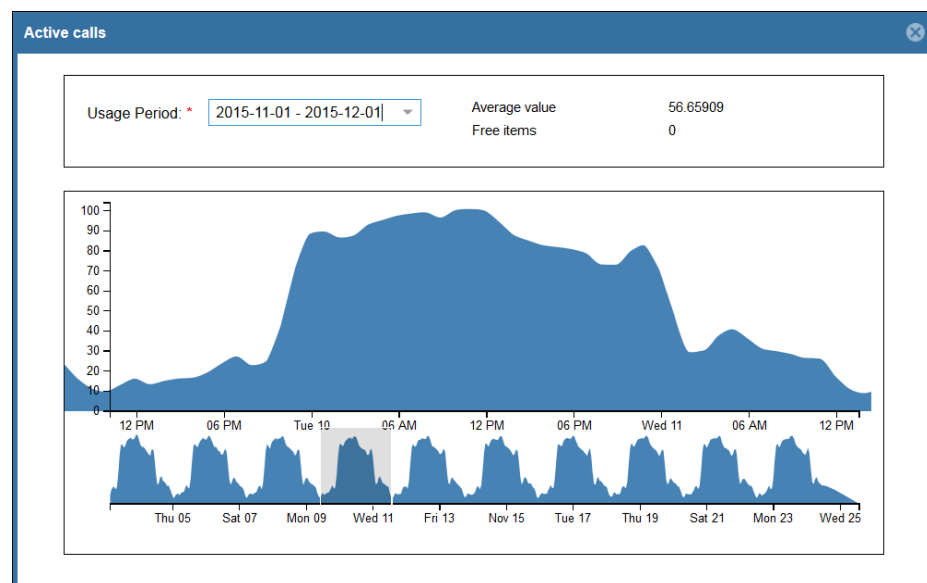 Active calls
Usage Period: * 2015-11-01 - 2015-12-01
Average value 56.65909
Free items 0
100
90
80
70
60
50
40
30
20
10
0
12 PM 06 PM Tue 10 06 AM 12 PM 06 PM Wed 11 06 AM 12 PM
Thu 05 Sat 07 Mon 09 Wed 11 Fri 13 Nov 15 Tue 17 Thu 19 Sat 21 Mon 23 Wed 25